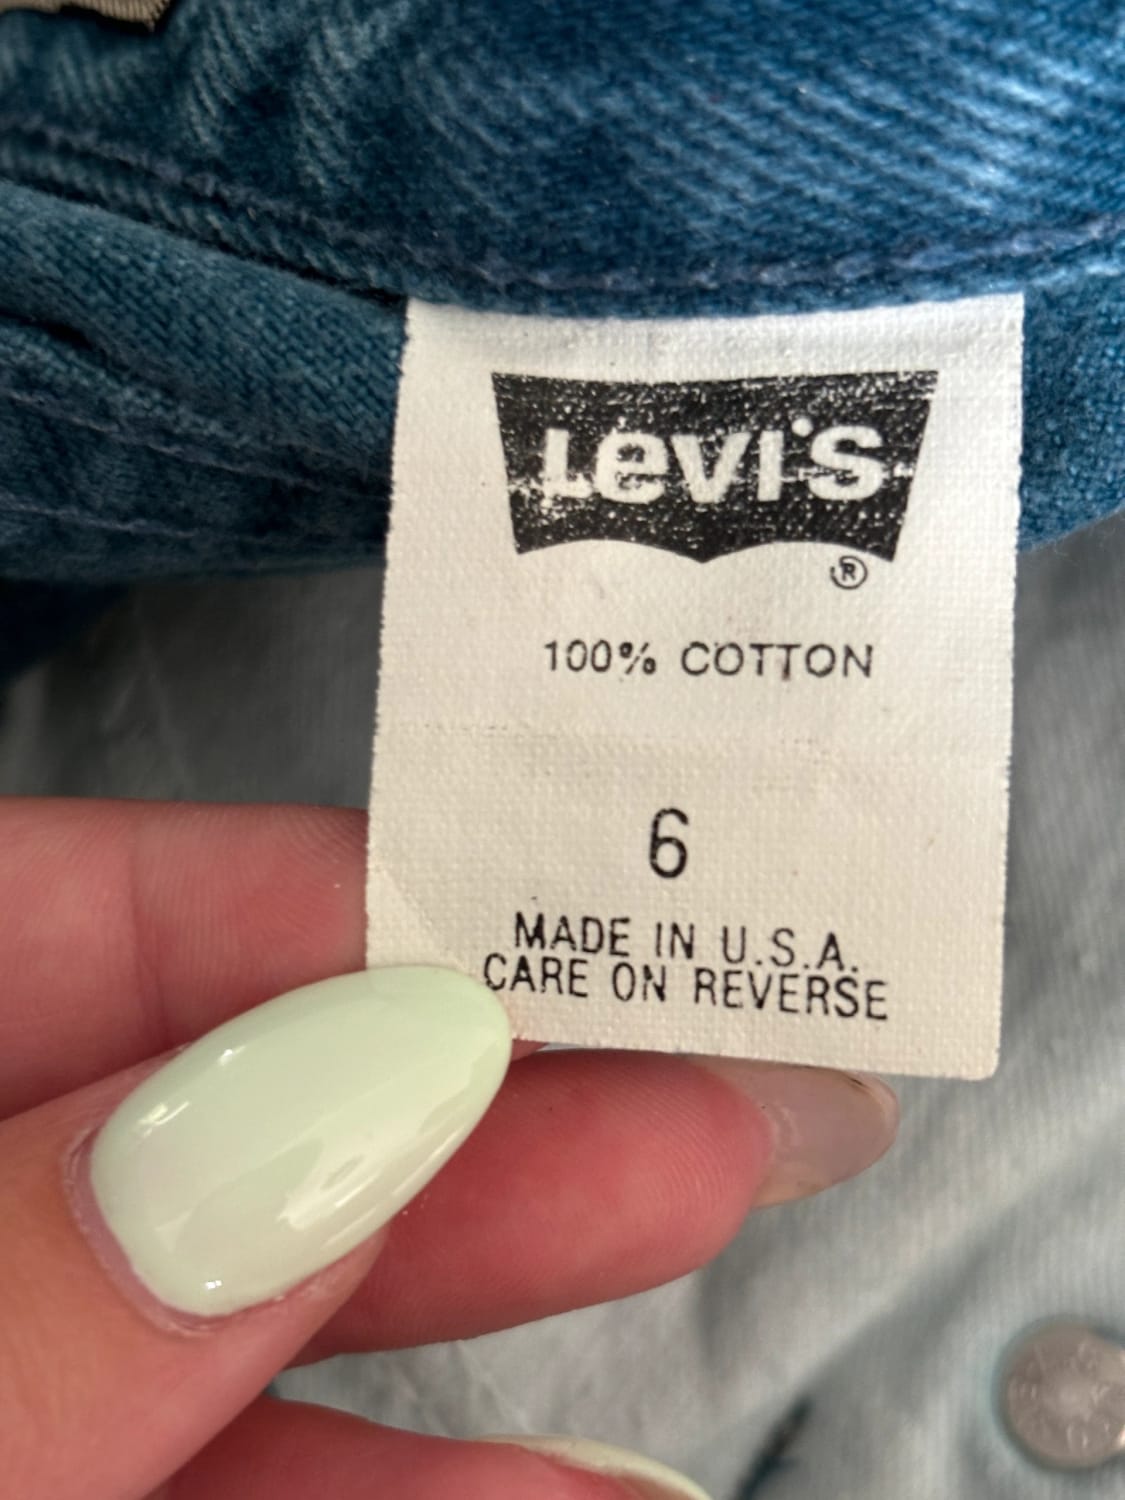 Levi's
®
100% COTTON
6
MADE IN U.S.A.
CARE ON REVERSE